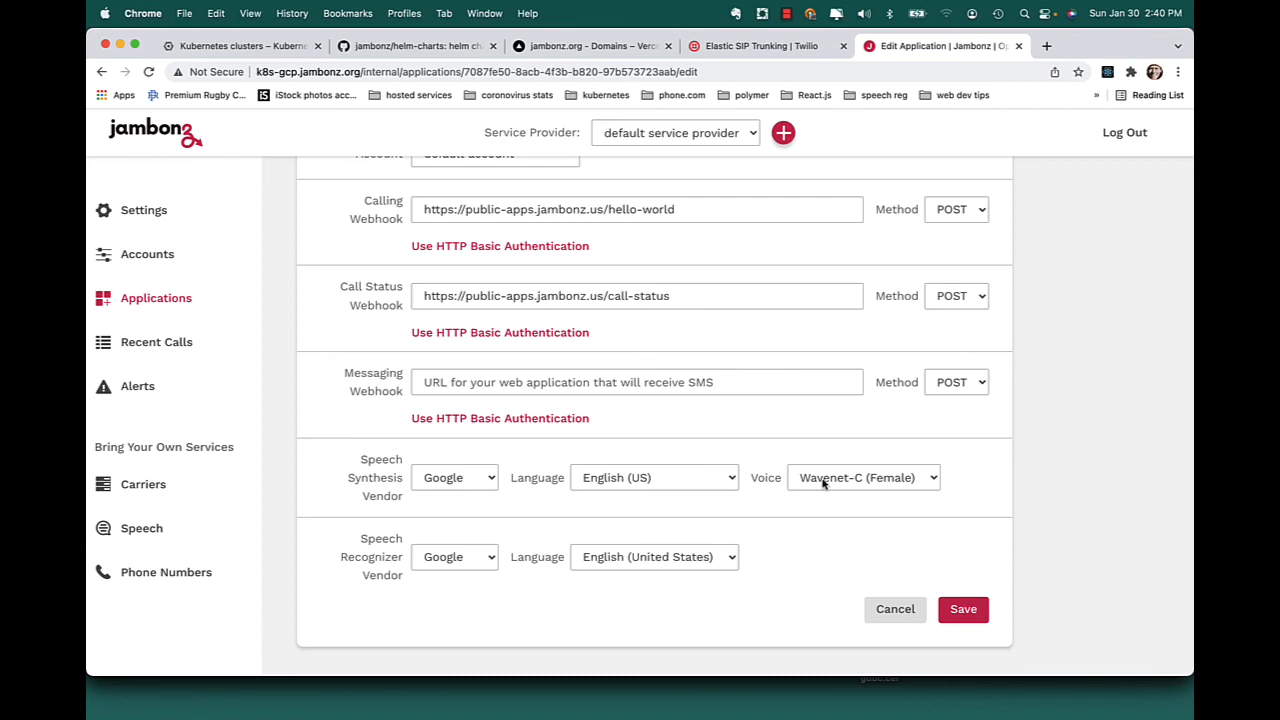 Chrome File Edit View History Bookmarks Profiles Tab Window Help Sun Jan 30 2:40 PM
Kubernetes clusters – Kuberne jambonz/helm-charts: helm ch jambonz.org - Domains – Verc Elastic SIP Trunking | Twilio Edit Application | Jambonz | Op
Not Secure k8s-gcp.jambonz.org/internal/applications/7087fe50-8acb-4f3b-b820-97b573723aab/edit
Apps Premium Rugby C... iStock photos acc... hosted services coronovirus stats kubernetes phone.com polymer React.js speech reg web dev tips » Reading List
jambonz Service Provider: default service provider Log Out
Account default account
Settings
Accounts
Applications
Recent Calls
Alerts
Bring Your Own Services
Carriers
Speech
Phone Numbers
Calling
Webhook
https://public-apps.jambonz.us/hello-world Method POST
Use HTTP Basic Authentication
Call Status
Webhook
https://public-apps.jambonz.us/call-status Method POST
Use HTTP Basic Authentication
Messaging
Webhook
URL for your web application that will receive SMS Method POST
Use HTTP Basic Authentication
Speech
Synthesis
Vendor
Google Language English (US) Voice Wavenet-C (Female)
Speech
Recognizer
Vendor
Google Language English (United States)
Cancel Save